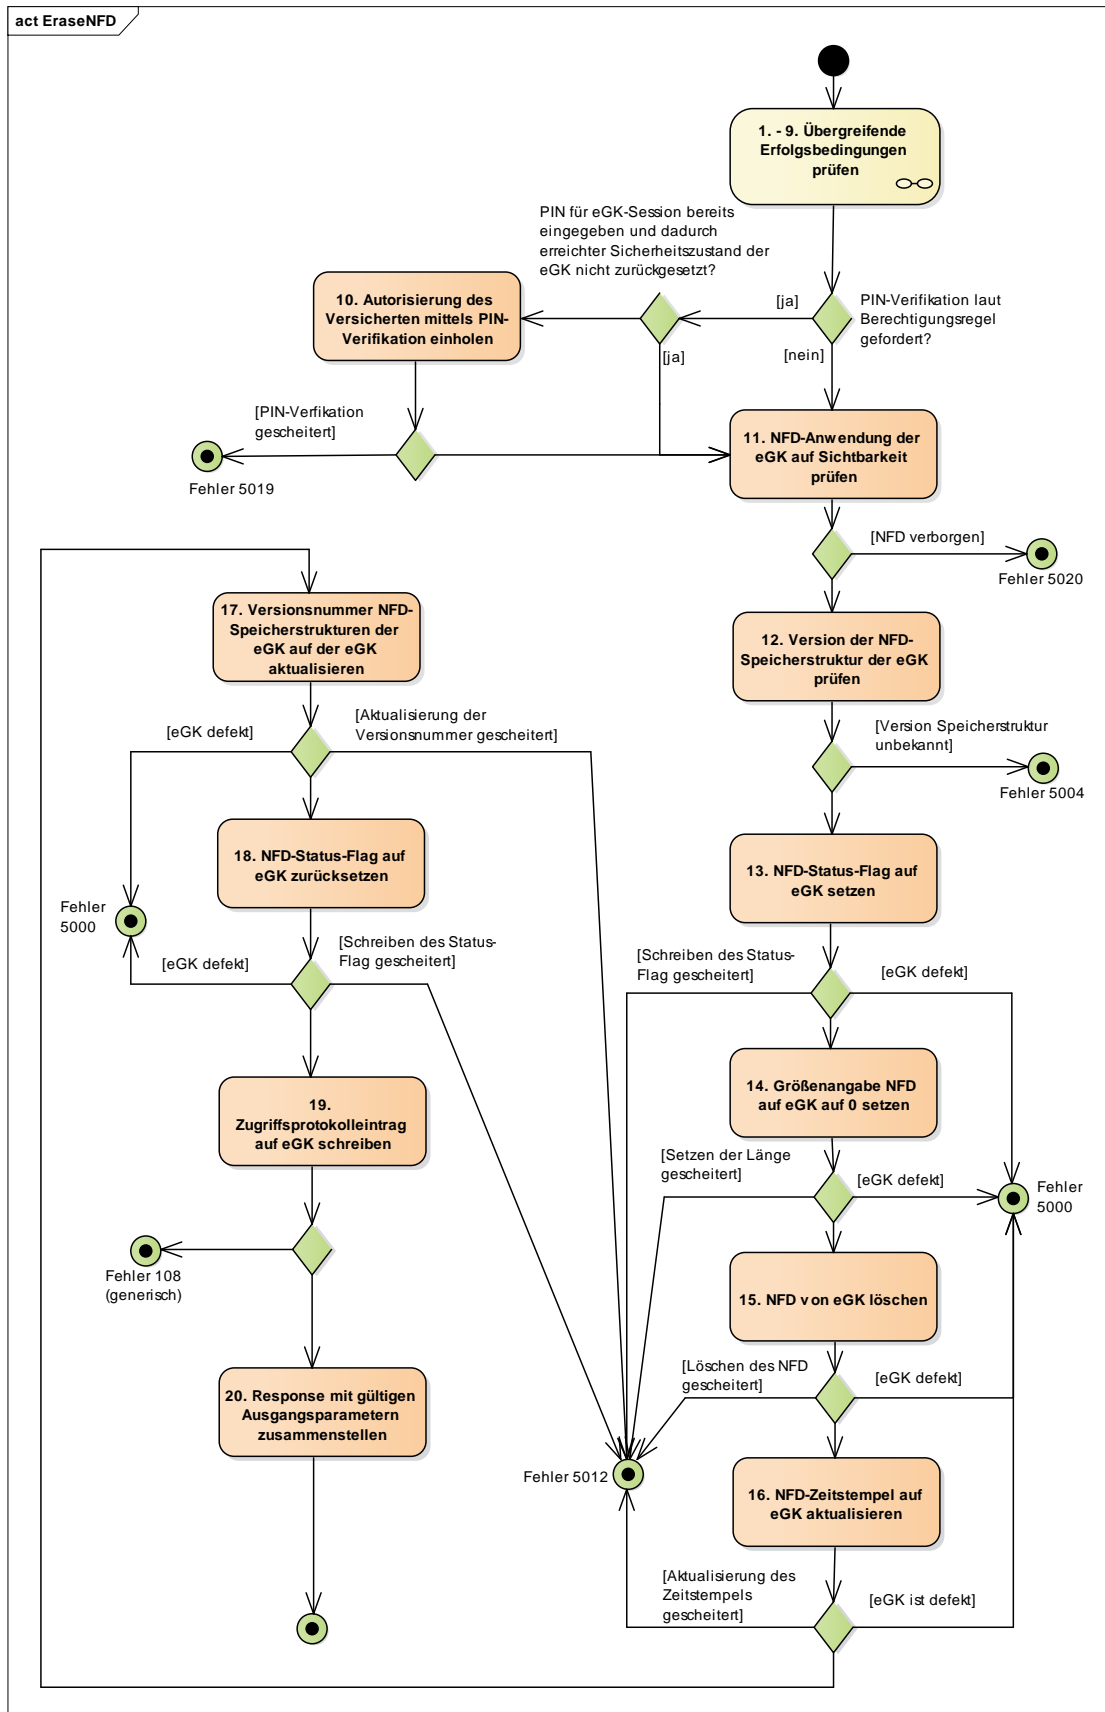 act EraseNFD
1. - 9. Übergreifende
Erfolgsbedingungen
prüfen
PIN für eGK-Session bereits
eingegeben und dadurch
erreichter Sicherheitszustand der
eGK nicht zurückgesetzt?
10. Autorisierung des
Versicherten mittels PIN-
Verifikation einholen
[ja]
PIN-Verifikation laut
Berechtigungsregel
gefordert?
[ja]
[nein]
[PIN-Verfikation
gescheitert]
Fehler 5019
11. NFD-Anwendung der
eGK auf Sichtbarkeit
prüfen
[NFD verborgen]
Fehler 5020
12. Version der NFD-
Speicherstruktur der eGK
prüfen
[Version Speicherstruktur
unbekannt]
Fehler 5004
13. NFD-Status-Flag auf
eGK setzen
[Schreiben des Status-
Flag gescheitert]
[eGK defekt]
14. Größenangabe NFD
auf eGK auf 0 setzen
[Setzen der Länge
gescheitert]
[eGK defekt]
Fehler
5000
15. NFD von eGK löschen
[Löschen des NFD
gescheitert]
[eGK defekt]
Fehler 5012
16. NFD-Zeitstempel auf
eGK aktualisieren
[Aktualisierung des
Zeitstempels
gescheitert]
[eGK ist defekt]
17. Versionsnummer NFD-
Speicherstrukturen der
eGK auf der eGK
aktualisieren
[eGK defekt]
[Aktualisierung der
Versionsnummer gescheitert]
18. NFD-Status-Flag auf
eGK zurücksetzen
Fehler
5000
[eGK defekt]
[Schreiben des Status-
Flag gescheitert]
19.
Zugriffsprotokolleintrag
auf eGK schreiben
Fehler 108
(generisch)
20. Response mit gültigen
Ausgangsparametern
zusammenstellen